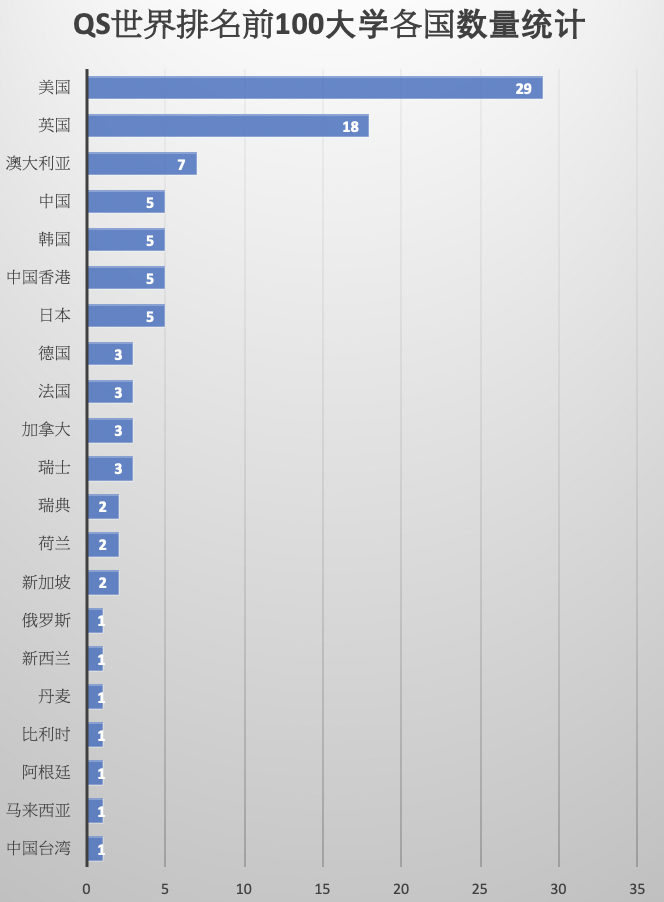 QS世界排名前100大学各国数量统计
美国 29
英国 18
澳大利亚 7
中国 5
韩国 5
中国香港 5
日本 5
德国 3
法国 3
加拿大 3
瑞士 3
瑞典 2
荷兰 2
新加坡 2
俄罗斯 1
新西兰 1
丹麦 1
比利时 1
阿根廷 1
马来西亚 1
中国台湾 1
0 5 10 15 20 25 30 35